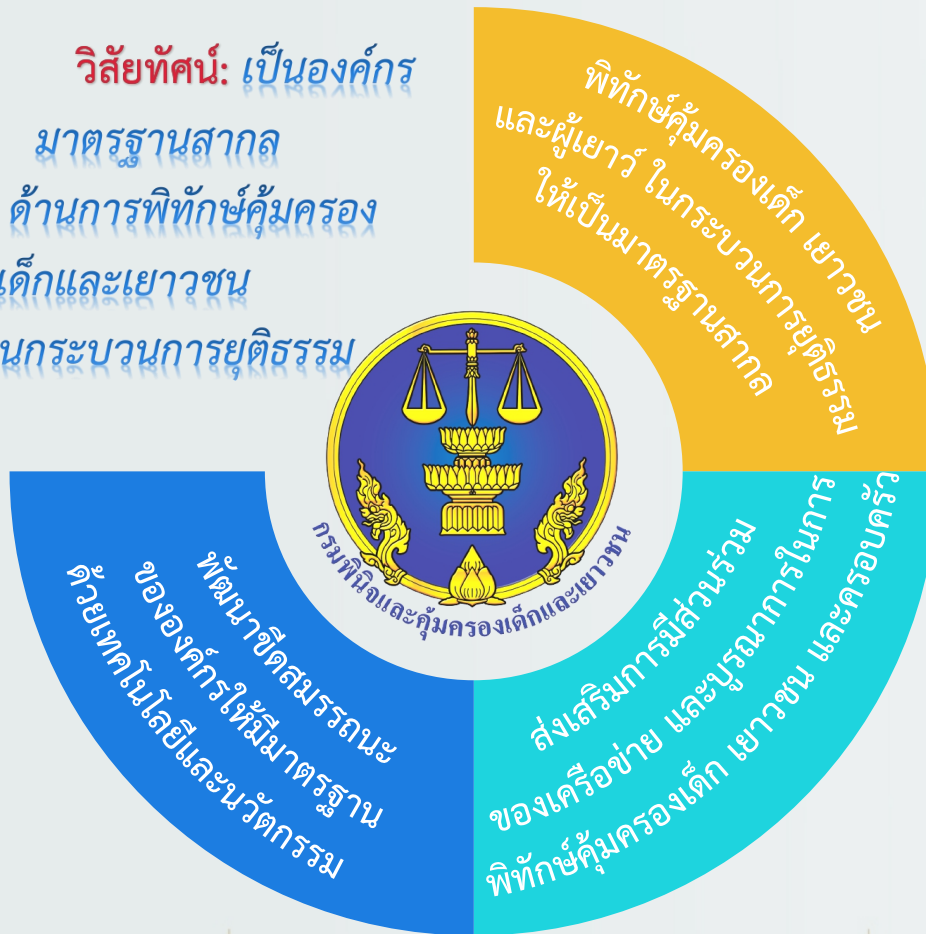 วิสัยทัศน์: เป็นองค์กร
มาตรฐานสากล
ด้านการพิทักษ์คุ้มครอง
เด็กและเยาวชน
นกระบวนการยุติธรรม
พิทักษ์คุ้มครองเด็ก เยาวชน
และผู้เยาว์ ในกระบวนการยุติธรรม
ให้เป็นมาตรฐานสากล
ส่งเสริมการมีส่วนร่วม
ของเครือข่าย และบูรณาการในการ
พิทักษ์คุ้มครองเด็ก เยาวชน และครอบครัว
พัฒนาขีดสมรรถนะ
ขององค์กรให้มีมาตรฐาน
ด้วยเทคโนโลยีและนวัตกรรม
กรมพินิจและคุ้มครองเด็กและเยาวชน